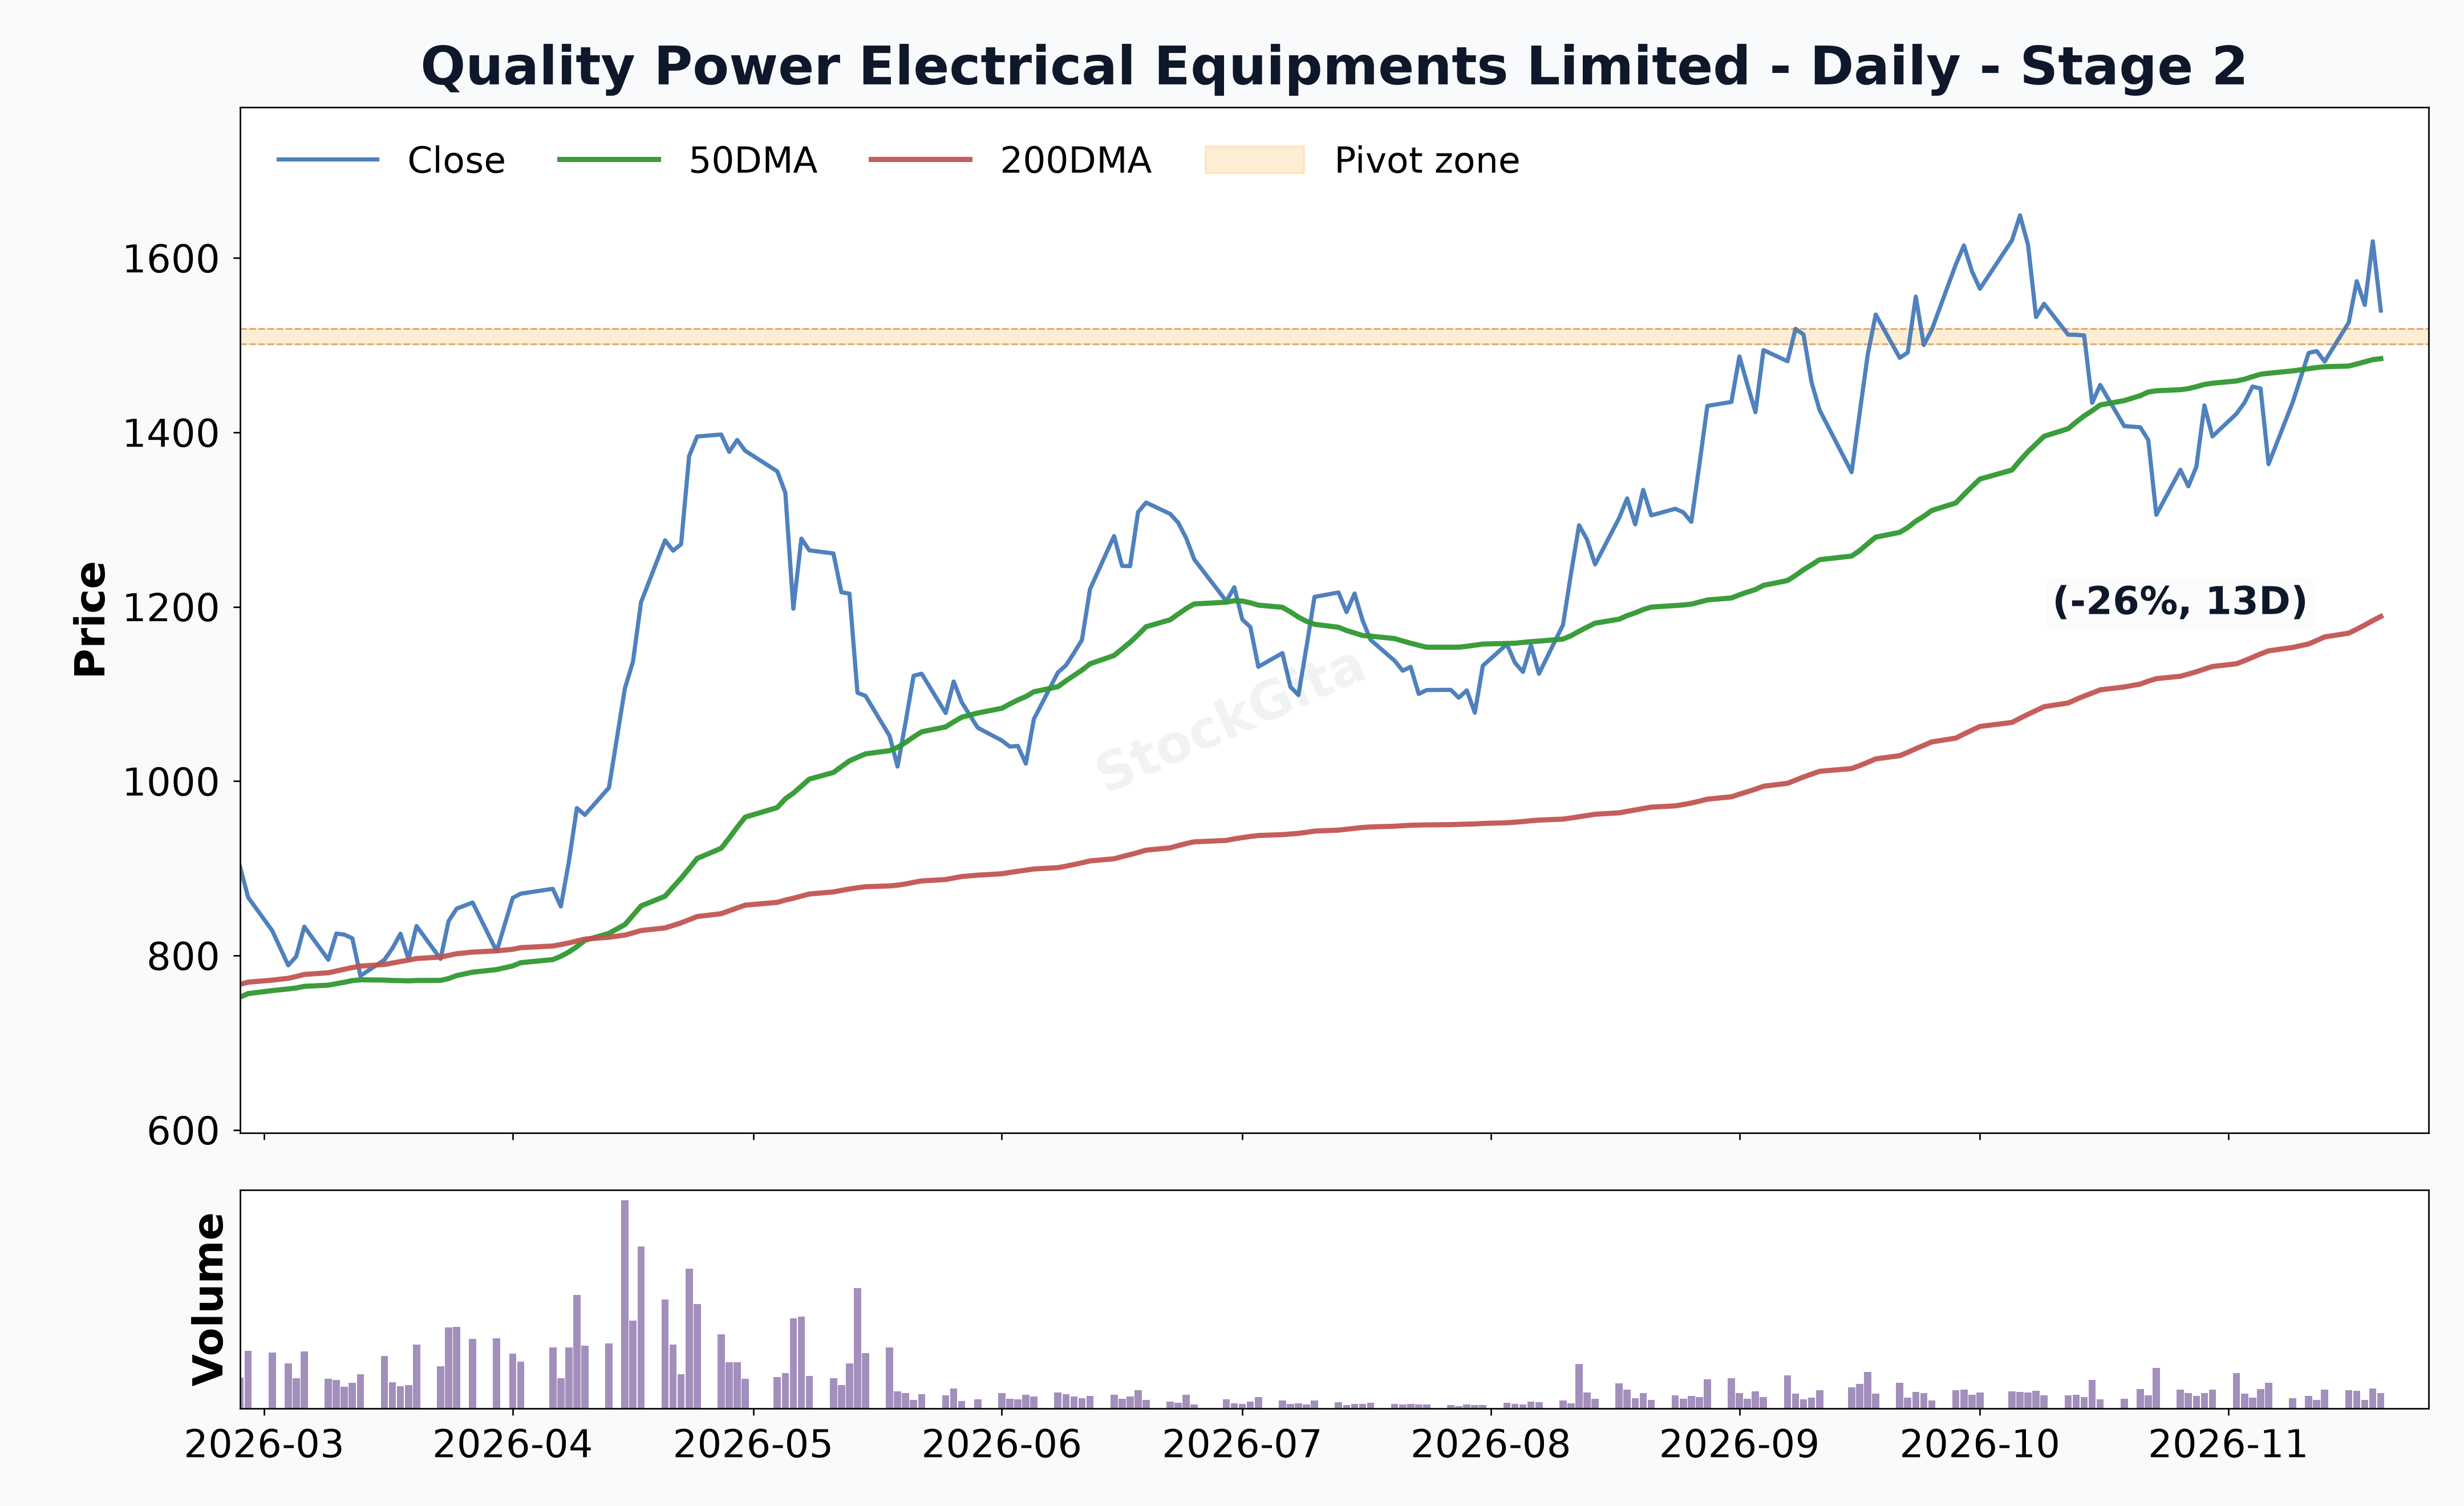 Quality Power Electrical Equipments Limited - Daily - Stage 2
Close 50DMA 200DMA Pivot zone
Price
1600
1400
1200
1000
800
600
(-26%, 13D)
StockGita
Volume
2026-03 2026-04 2026-05 2026-06 2026-07 2026-08 2026-09 2026-10 2026-11